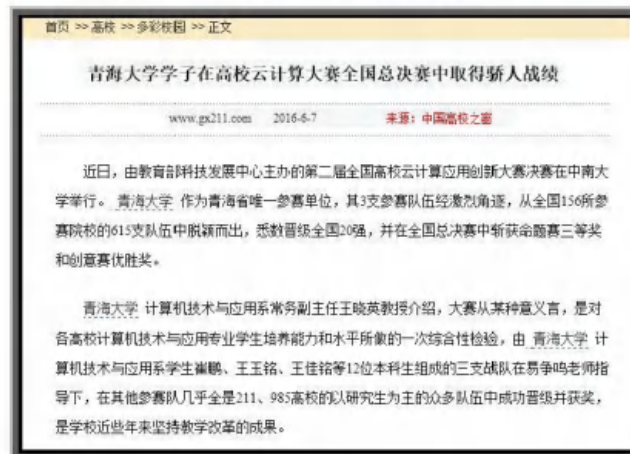 首页 >> 高校 >> 多彩校园 >> 正文
青海大学学子在高校云计算大赛全国总决赛中取得骄人战绩
www.gx211.com 2016-6-7 来源：中国高校之窗
近日，由教育部科技发展中心主办的第二届全国高校云计算应用创新大赛决赛在中南大
学举行。 青海大学 作为青海省唯一参赛单位，其3支参赛队伍经激烈角逐，从全国156所参
赛院校的615支队伍中脱颖而出，悉数晋级全国20强，并在全国总决赛中斩获命题赛三等奖
和创意赛优胜奖。
青海大学 计算机技术与应用系常务副主任王晓英教授介绍，大赛从某种意义言，是对
各高校计算机技术与应用专业学生培养能力和水平所做的一次综合性检验，由 青海大学 计
算机技术与应用系学生崔鹏、王玉铭、王佳铭等12位本科生组成的三支战队在易争鸣老师指
导下，在其他参赛队几乎全是211、985高校的以研究生为主的众多队伍中成功晋级并获奖，
是学校近些年来坚持教学改革的成果。